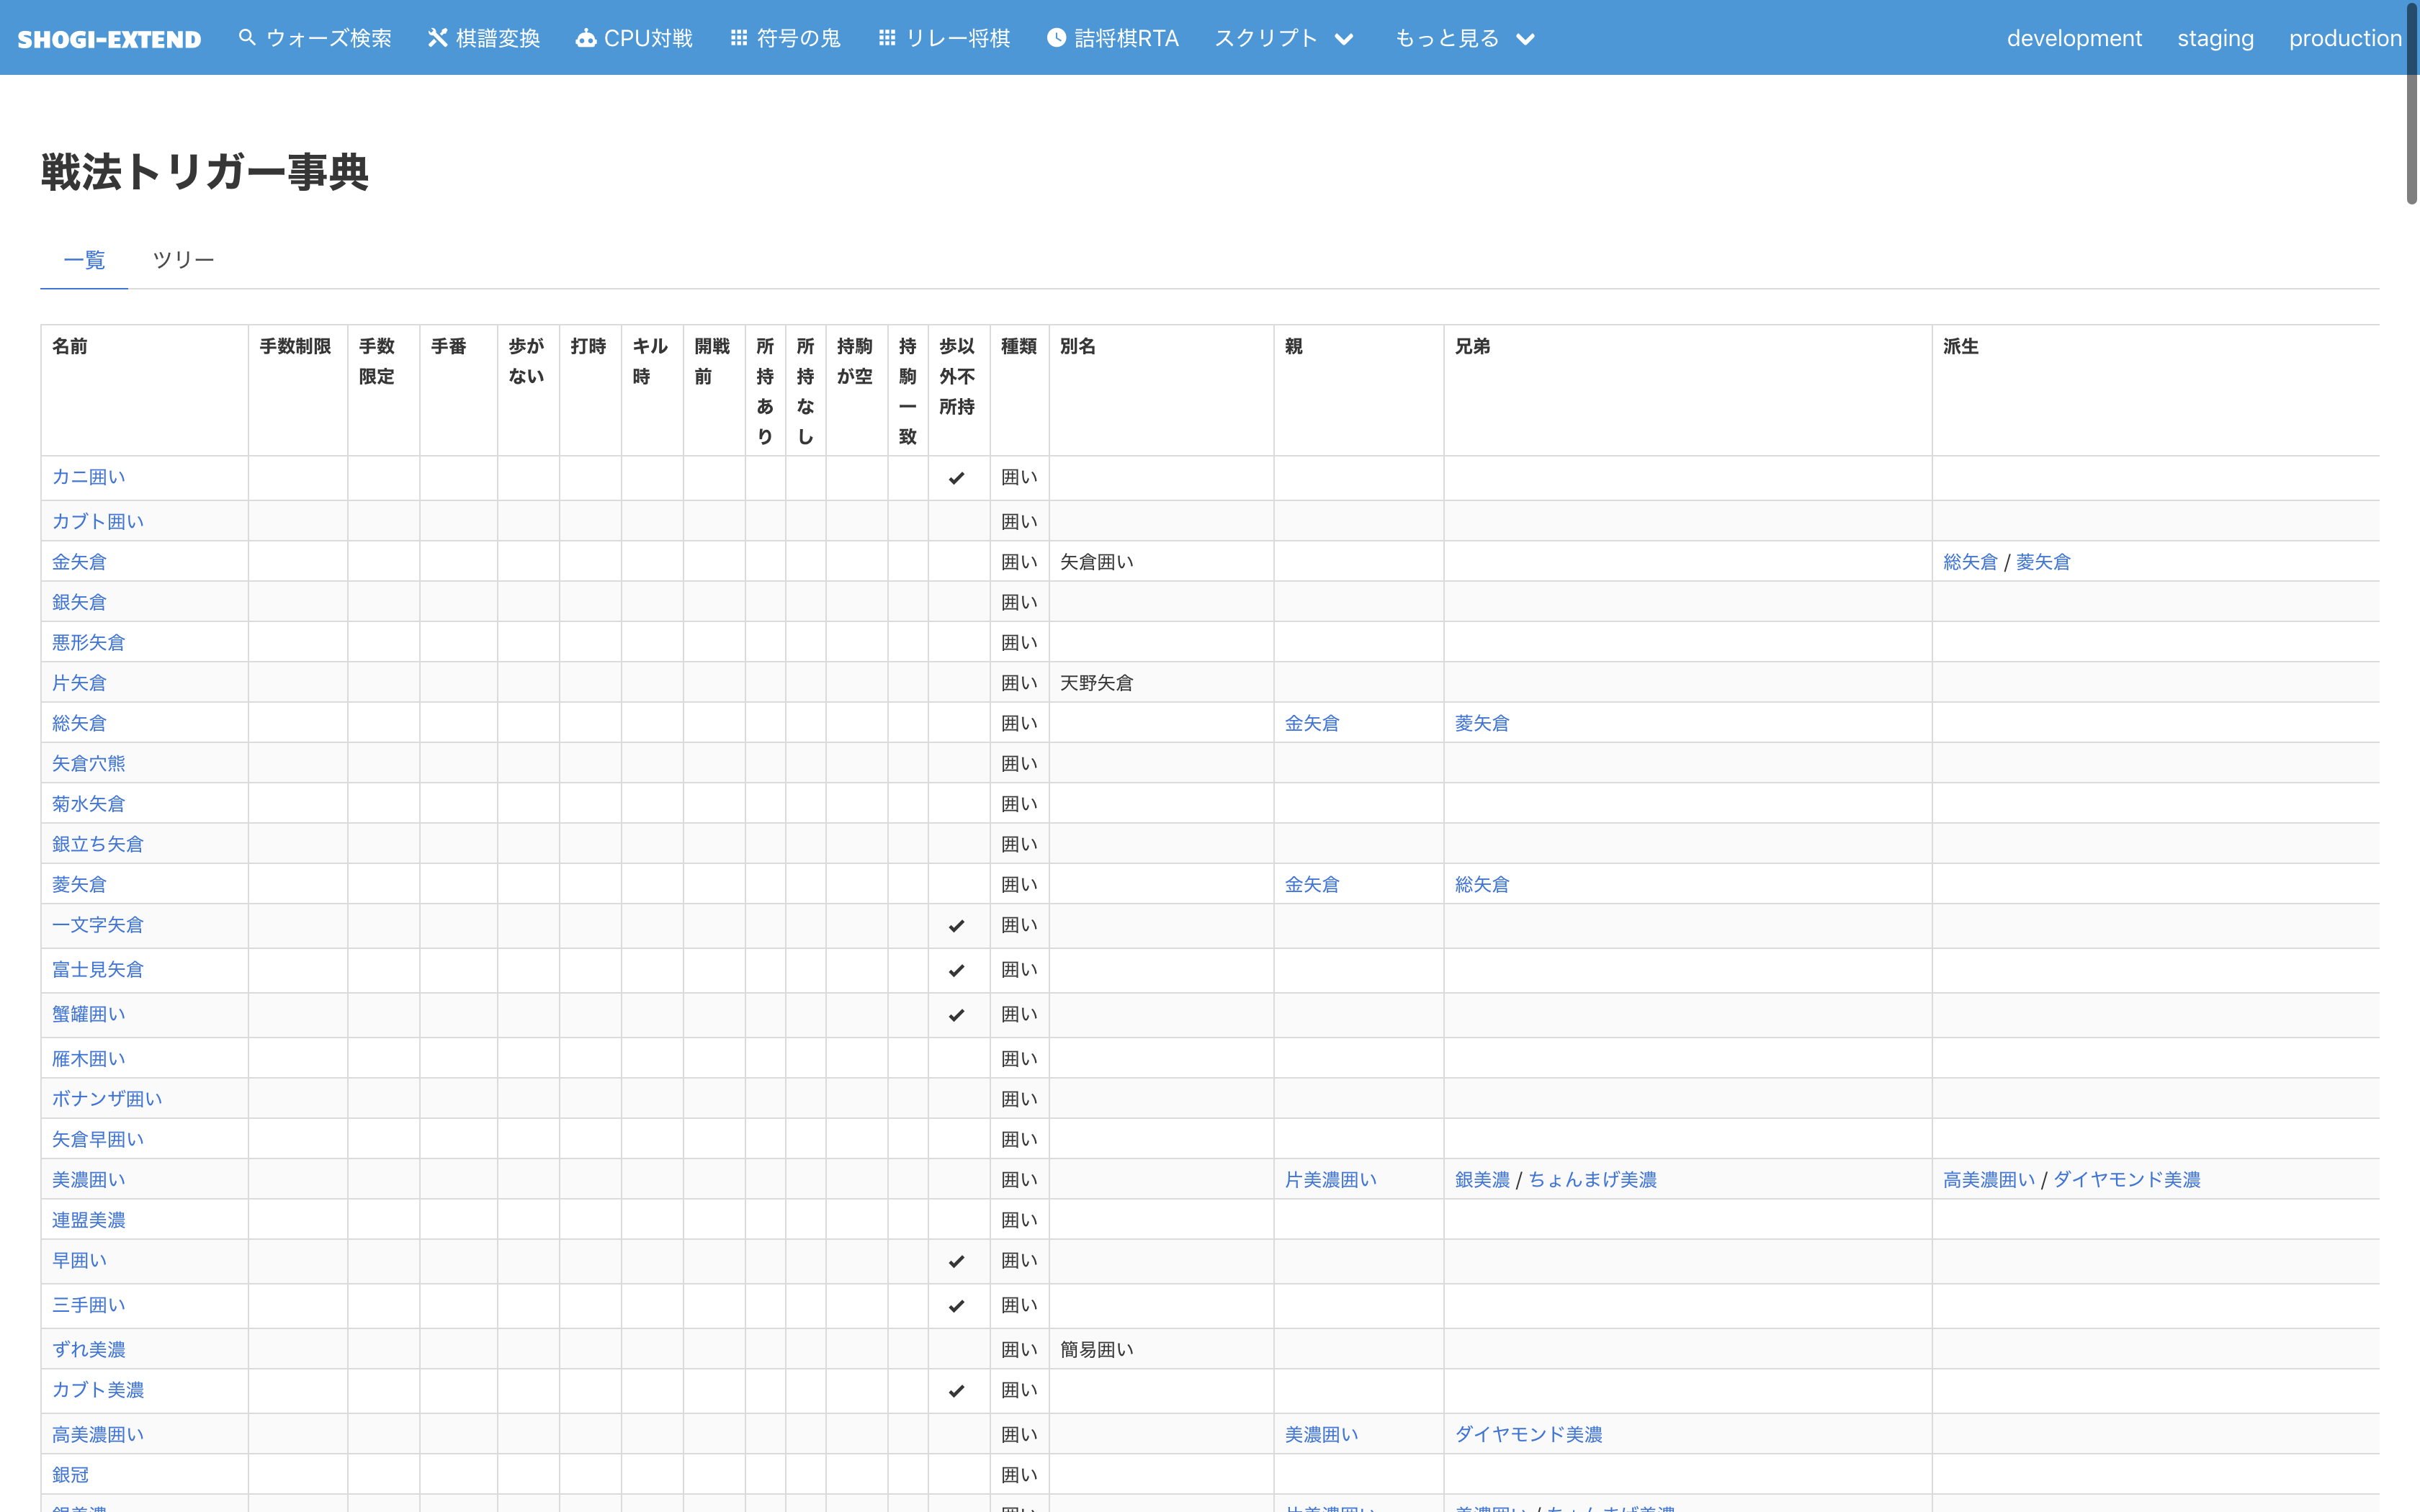 SHOGI-EXTEND ウォーズ検索 棋譜変換 CPU対戦 符号の鬼 リレー将棋 詰将棋RTA スクリプト もっと見る development staging production
戦法トリガー事典
一覧 ツリー
名前 手数制限 手数限定 手番 歩がない 打時 キル時 開戦前 所持あり 所持なし 持駒が空 持駒一致 歩以外不所持 種類 別名 親 兄弟 派生
カニ囲い ✔ 囲い
カブト囲い 囲い
金矢倉 囲い 矢倉囲い 総矢倉 / 菱矢倉
銀矢倉 囲い
悪形矢倉 囲い
片矢倉 囲い 天野矢倉
総矢倉 囲い 金矢倉 菱矢倉
矢倉穴熊 囲い
菊水矢倉 囲い
銀立ち矢倉 囲い
菱矢倉 囲い 金矢倉 総矢倉
一文字矢倉 ✔ 囲い
富士見矢倉 ✔ 囲い
蟹罐囲い ✔ 囲い
雁木囲い 囲い
ボナンザ囲い 囲い
矢倉早囲い 囲い
美濃囲い 囲い 片美濃囲い 銀美濃 / ちょんまげ美濃 高美濃囲い / ダイヤモンド美濃
連盟美濃 囲い
早囲い ✔ 囲い
三手囲い ✔ 囲い
ずれ美濃 囲い 簡易囲い
カブト美濃 ✔ 囲い
高美濃囲い 囲い 美濃囲い ダイヤモンド美濃
銀冠 囲い